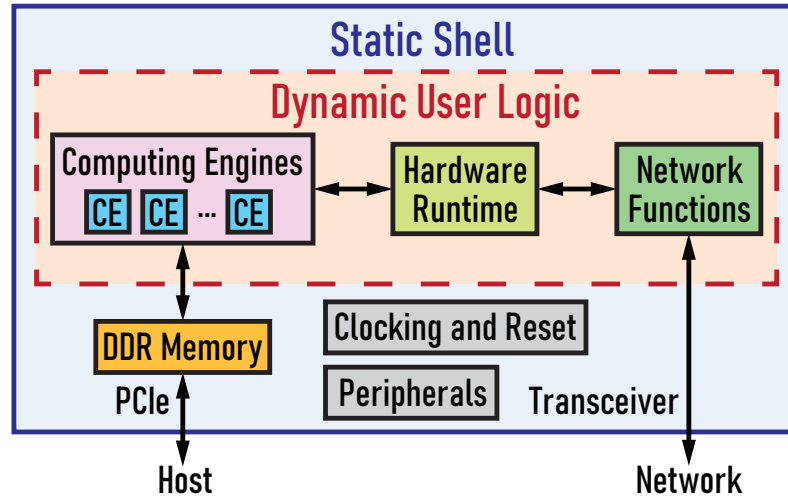 Static Shell
Dynamic User Logic
Computing Engines
CE CE ... CE
Hardware
Runtime
Network
Functions
DDR Memory
Clocking and Reset
Peripherals
PCIe
Transceiver
Host
Network